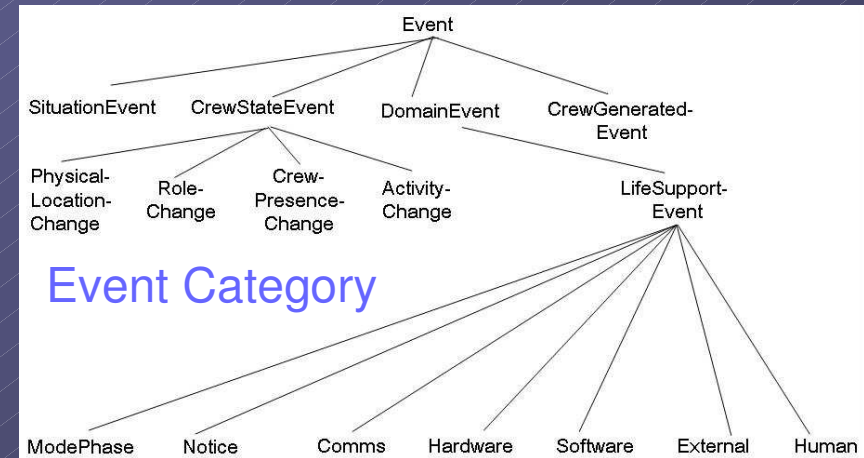 Event
SituationEvent CrewStateEvent DomainEvent CrewGenerated-
Event
Physical-
Location-
Change
Role-
Change
Crew-
Presence-
Change
Activity-
Change
LifeSupport-
Event
Event Category
ModePhase Notice Comms Hardware Software External Human